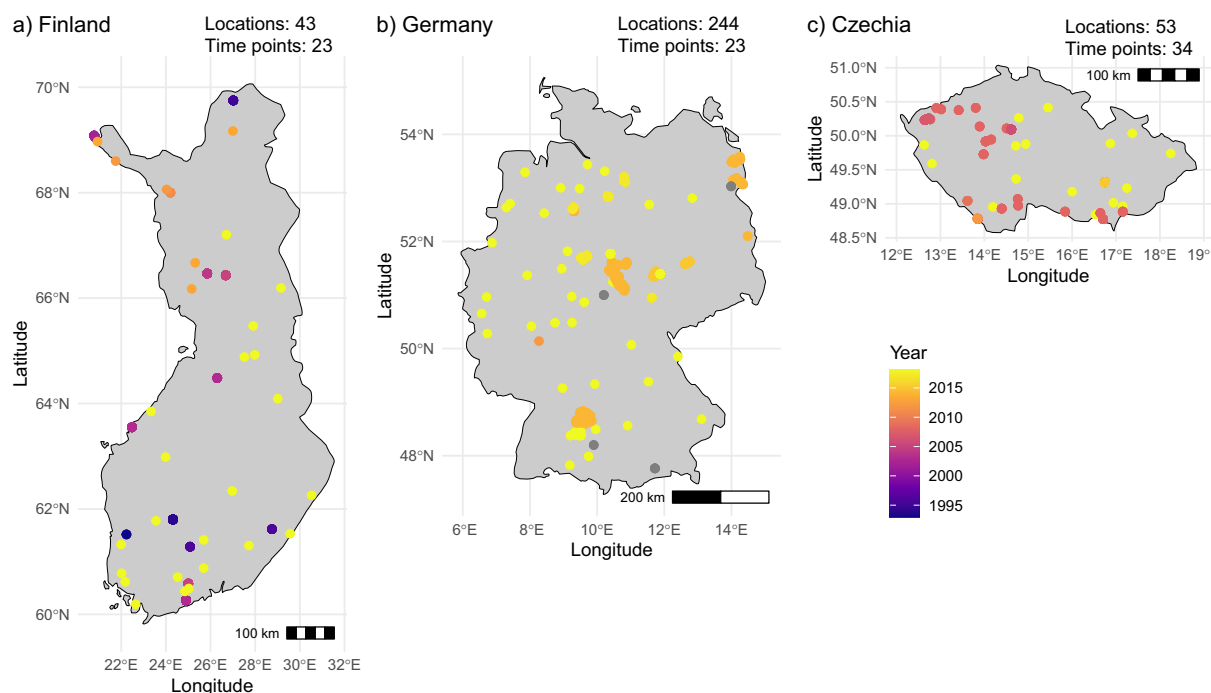 a) Finland
Locations: 43
Time points: 23
70°N
68°N
66°N
64°N
62°N
60°N
Latitude
100 km
22°E 24°E 26°E 28°E 30°E 32°E
Longitude
b) Germany
Locations: 244
Time points: 23
54°N
52°N
50°N
48°N
Latitude
200 km
6°E 8°E 10°E 12°E 14°E
Longitude
c) Czechia
Locations: 53
Time points: 34
51.0°N
50.5°N
50.0°N
49.5°N
49.0°N
48.5°N
Latitude
100 km
12°E 13°E 14°E 15°E 16°E 17°E 18°E 19°
Longitude
Year
2015
2010
2005
2000
1995